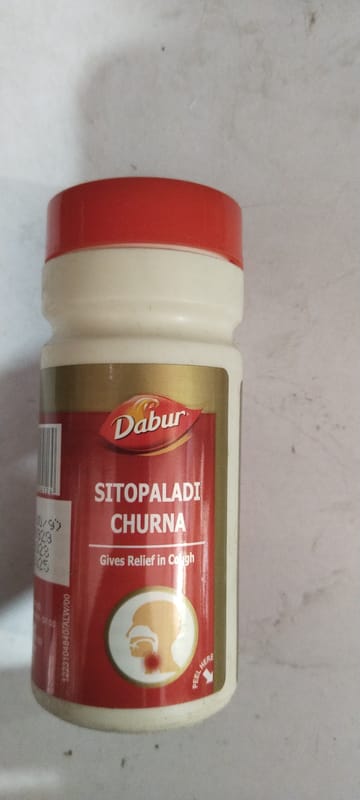 Dabur
SITOPALADI
CHURNA
Gives Relief in Cough
PEEL HERE